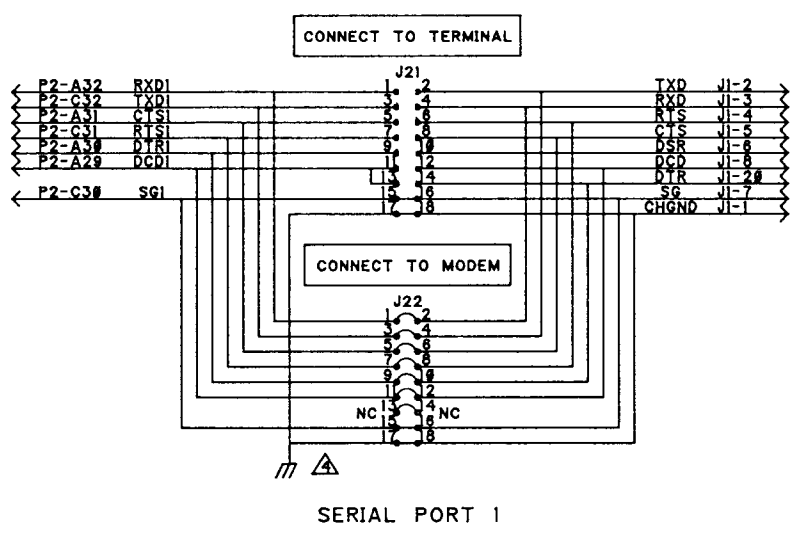 CONNECT TO TERMINAL
J21
P2-A32 RXD1 1 2 TXD J1-2
P2-C32 TXD1 3 4 RXD J1-3
P2-A31 CTS1 5 6 RTS J1-4
P2-C31 RTS1 7 8 CTS J1-5
P2-A30 DTR1 9 10 DSR J1-6
P2-A29 DCD1 11 12 DCD J1-8
13 14 DTR J1-20
P2-C30 SG1 15 16 SG J1-7
17 18 CHGND J1-1
CONNECT TO MODEM
J22
1 2
3 4
5 6
7 8
9 10
11 12
NC 13 14 NC
15 16
17 18
4
SERIAL PORT 1